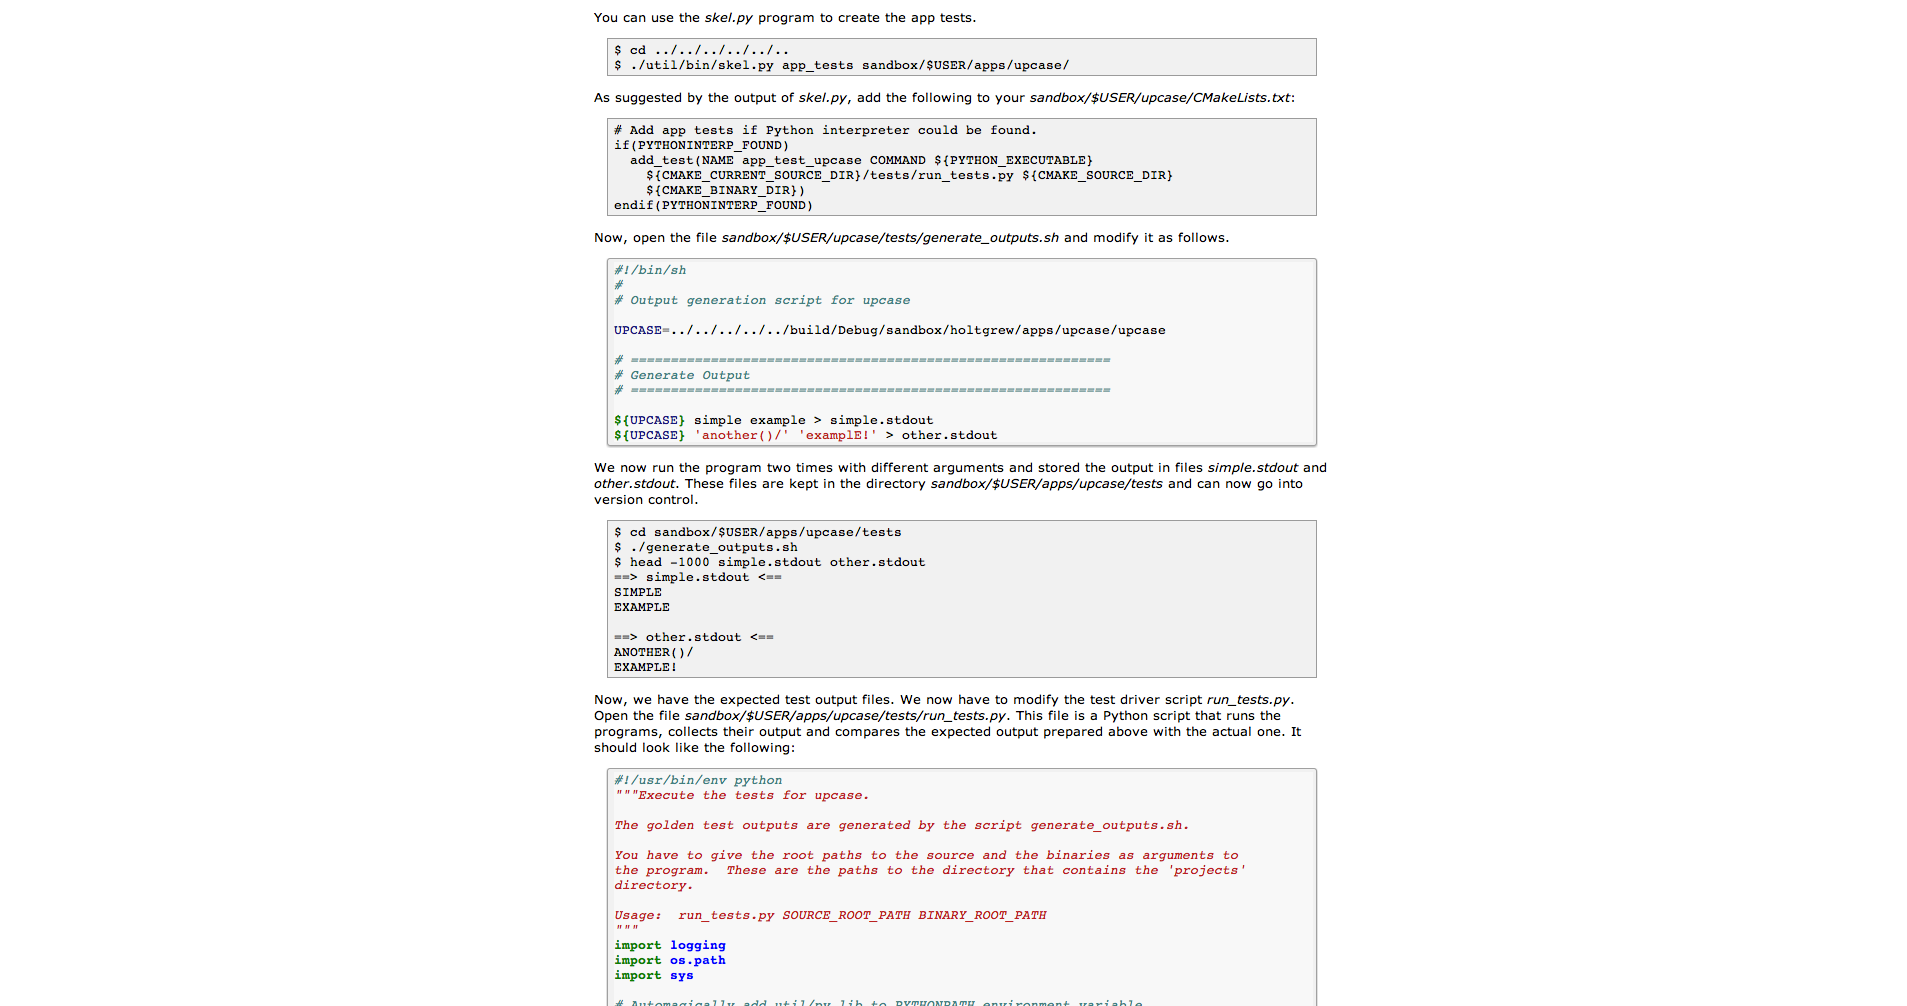 You can use the skel.py program to create the app tests.
$ cd ../../../../../..
$ ./util/bin/skel.py app_tests sandbox/$USER/apps/upcase/
As suggested by the output of skel.py, add the following to your sandbox/$USER/upcase/CMakeLists.txt:
# Add app tests if Python interpreter could be found.
if(PYTHONINTERP_FOUND)
  add_test(NAME app_test_upcase COMMAND ${PYTHON_EXECUTABLE}
    ${CMAKE_CURRENT_SOURCE_DIR}/tests/run_tests.py ${CMAKE_SOURCE_DIR}
    ${CMAKE_BINARY_DIR})
endif(PYTHONINTERP_FOUND)
Now, open the file sandbox/$USER/upcase/tests/generate_outputs.sh and modify it as follows.
#!/bin/sh
#
# Output generation script for upcase
UPCASE=../../../../../build/Debug/sandbox/holtgrew/apps/upcase/upcase
# ============================================================
# Generate Output
# ============================================================
${UPCASE} simple example > simple.stdout
${UPCASE} 'another()/' 'examplE!' > other.stdout
We now run the program two times with different arguments and stored the output in files simple.stdout and
other.stdout. These files are kept in the directory sandbox/$USER/apps/upcase/tests and can now go into
version control.
$ cd sandbox/$USER/apps/upcase/tests
$ ./generate_outputs.sh
$ head -1000 simple.stdout other.stdout
==> simple.stdout <==
SIMPLE
EXAMPLE
==> other.stdout <==
ANOTHER()/
EXAMPLE!
Now, we have the expected test output files. We now have to modify the test driver script run_tests.py.
Open the file sandbox/$USER/apps/upcase/tests/run_tests.py. This file is a Python script that runs the
programs, collects their output and compares the expected output prepared above with the actual one. It
should look like the following:
#!/usr/bin/env python
"""Execute the tests for upcase.
The golden test outputs are generated by the script generate_outputs.sh.
You have to give the root paths to the source and the binaries as arguments to
the program.  These are the paths to the directory that contains the 'projects'
directory.
Usage:  run_tests.py SOURCE_ROOT_PATH BINARY_ROOT_PATH
"""
import logging
import os.path
import sys
# Automagically add util/py_lib to PYTHONPATH environment variable.